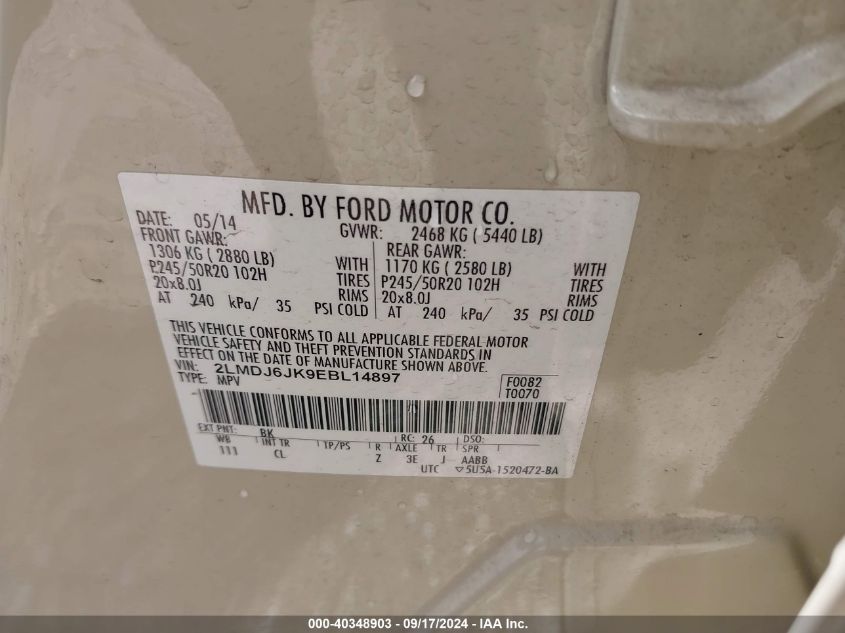 MFD. BY FORD MOTOR CO.
DATE: 05/14 GVWR: 2468 KG ( 5440 LB)
FRONT GAWR: REAR GAWR:
1306 KG ( 2880 LB) WITH 1170 KG ( 2580 LB) WITH
P245/50R20 102H TIRES P245/50R20 102H TIRES
20x8.0J RIMS 20x8.0J RIMS
AT 240 kPa/ 35 PSI COLD AT 240 kPa/ 35 PSI COLD
THIS VEHICLE CONFORMS TO ALL APPLICABLE FEDERAL MOTOR
VEHICLE SAFETY AND THEFT PREVENTION STANDARDS IN
EFFECT ON THE DATE OF MANUFACTURE SHOWN ABOVE.
VIN: 2LMDJ6JK9EBL14897
TYPE: MPV F0082
T0070
EXT PNT: BK RC: 26 DSO:
WB INT TR TP/PS R AXLE TR SPR
111 CL Z 3E J AABB
UTC ▽5U5A-1520472-BA
000-40348903 - 09/17/2024 - IAA Inc.